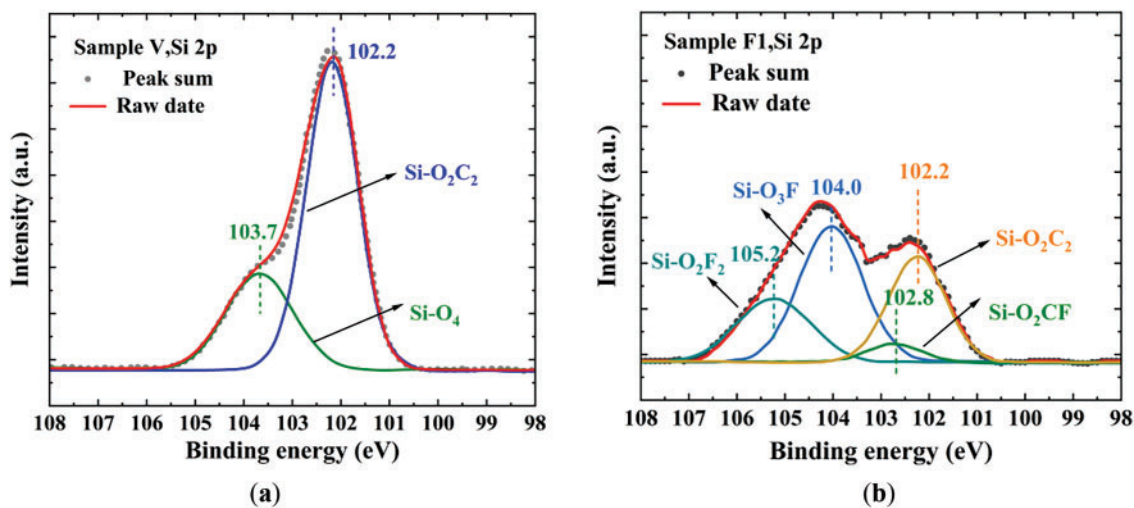 Sample V,Si 2p
Peak sum
Raw date
102.2
Si-O₂C₂
103.7
Si-O₄
Intensity (a.u.)
108 107 106 105 104 103 102 101 100 99 98
Binding energy (eV)
(a)
Sample F1,Si 2p
Peak sum
Raw date
Si-O₃F 104.0 102.2
Si-O₂F₂ 105.2 Si-O₂C₂
102.8 Si-O₂CF
Intensity (a.u.)
108 107 106 105 104 103 102 101 100 99 98
Binding energy (eV)
(b)